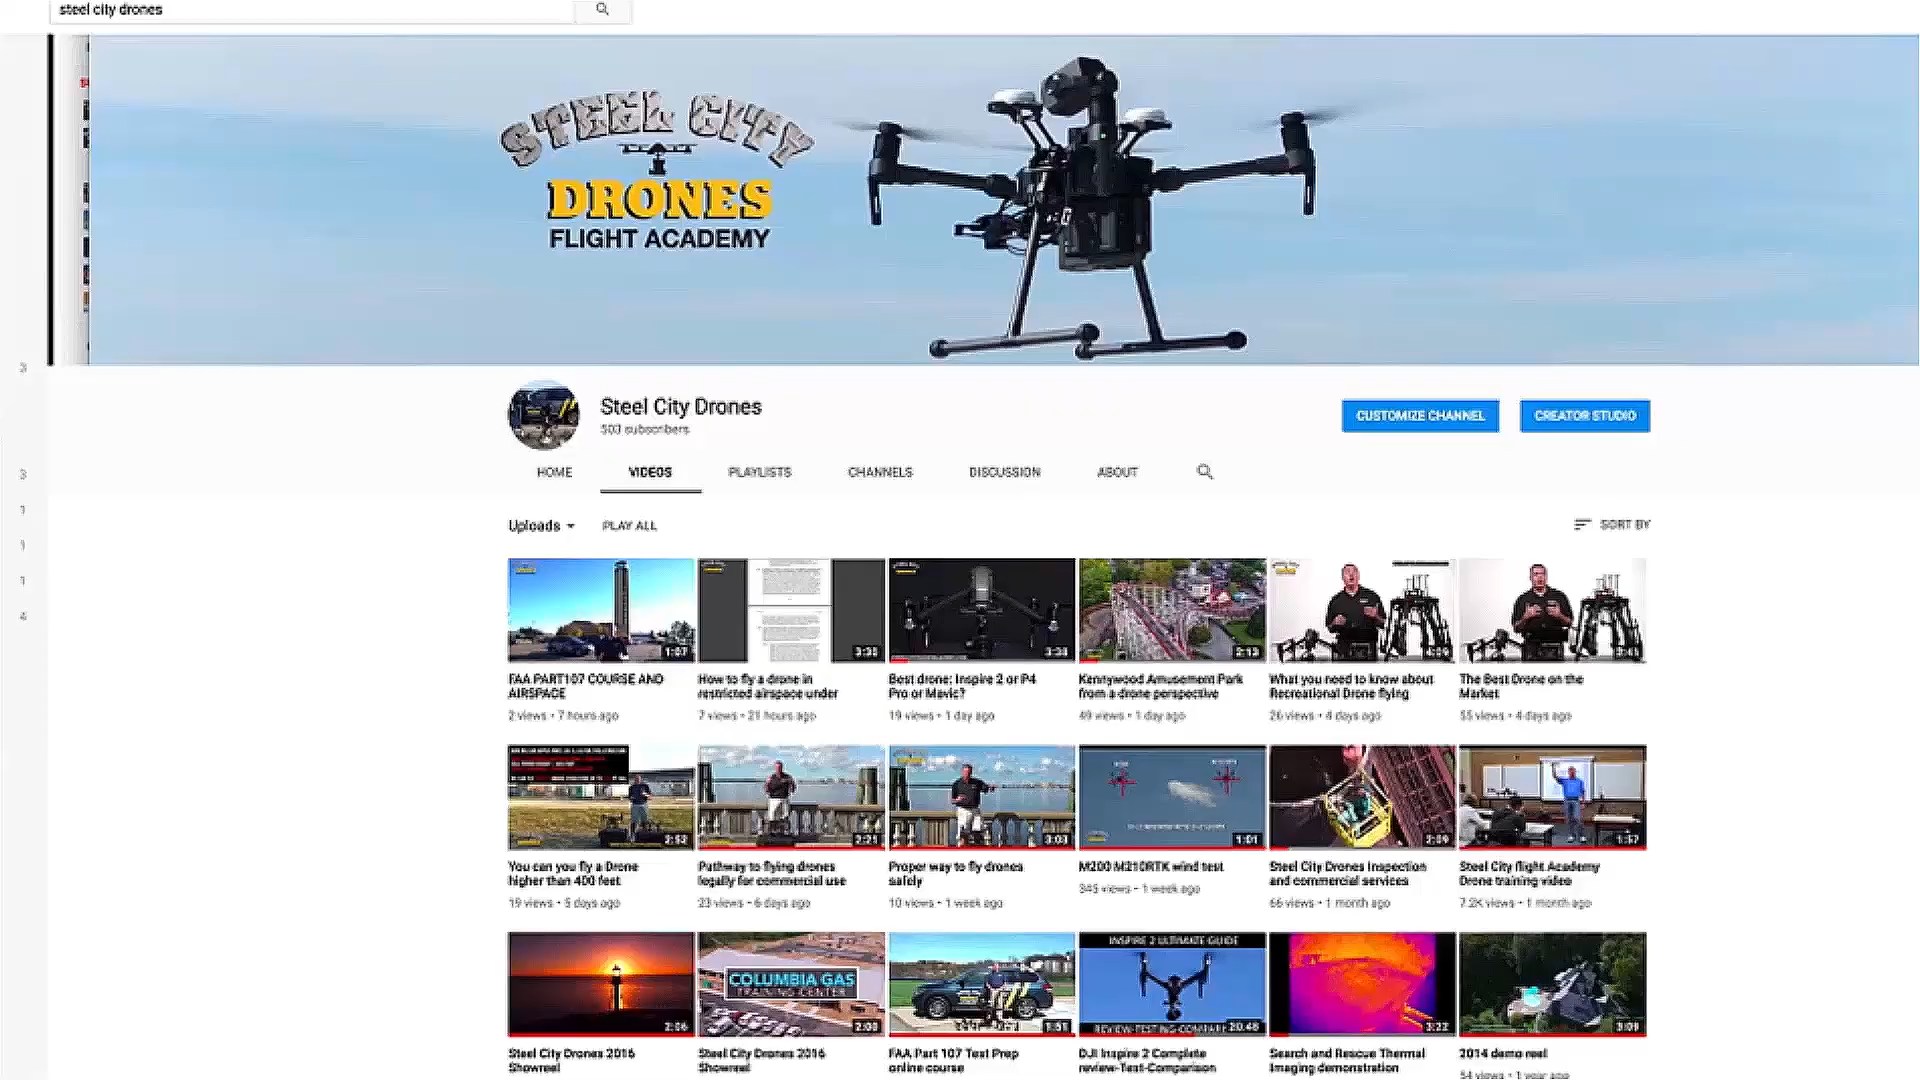 steel city drones
STEEL CITY
DRONES
FLIGHT ACADEMY
Steel City Drones
503 subscribers
CUSTOMIZE CHANNEL
CREATOR STUDIO
HOME
VIDEOS
PLAYLISTS
CHANNELS
DISCUSSION
ABOUT
Uploads
PLAY ALL
SORT BY
1:07
3:35
3:38
2:13
FAA PART107 COURSE AND
AIRSPACE
2 views • 7 hours ago
How to fly a drone in
restricted airspace under
7 views • 21 hours ago
Best drone: Inspire 2 or P4
Pro or Mavic?
19 views • 1 day ago
Kennywood Amusement Park
from a drone perspective
49 views • 1 day ago
What you need to know about
Recreational Drone flying
26 views • 4 days ago
The Best Drone on the
Market
55 views • 4 days ago
2:52
2:21
3:03
1:01
2:59
1:57
You can you fly a Drone
higher than 400 feet
19 views • 5 days ago
Pathway to flying drones
legally for commercial use
23 views • 6 days ago
Proper way to fly drones
safely
10 views • 1 week ago
M200 M210RTK wind test
345 views • 1 week ago
Steel City Drones Inspection
and commercial services
66 views • 1 month ago
Steel City flight Academy
Drone training video
7.2K views • 1 month ago
2:06
COLUMBIA GAS
TRAINING CENTER
2:00
1:51
INSPIRE 2 ULTIMATE GUIDE
REVIEW-TEST-COMPARE
20:48
3:22
3:09
Steel City Drones 2016
Showreel
Steel City Drones 2016
Showreel
FAA Part 107 Test Prep
online course
DJI Inspire 2 Complete
review-Test-Comparison
Search and Rescue Thermal
Imaging demonstration
2014 demo reel
54 views • 1 year ago